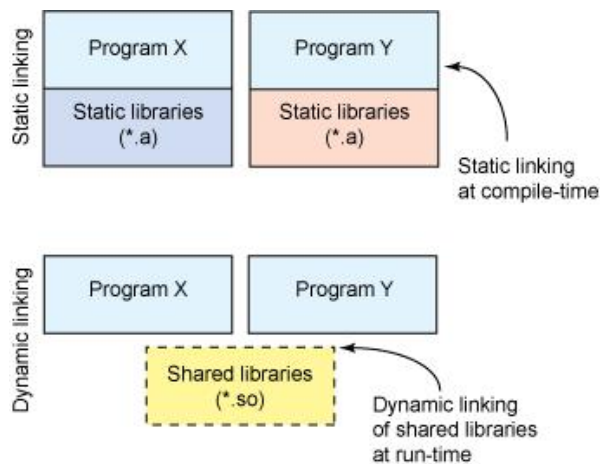 Static linking
Program X
Static libraries
(*.a)
Program Y
Static libraries
(*.a)
Static linking
at compile-time
Dynamic linking
Program X
Program Y
Shared libraries
(*.so)
Dynamic linking
of shared libraries
at run-time